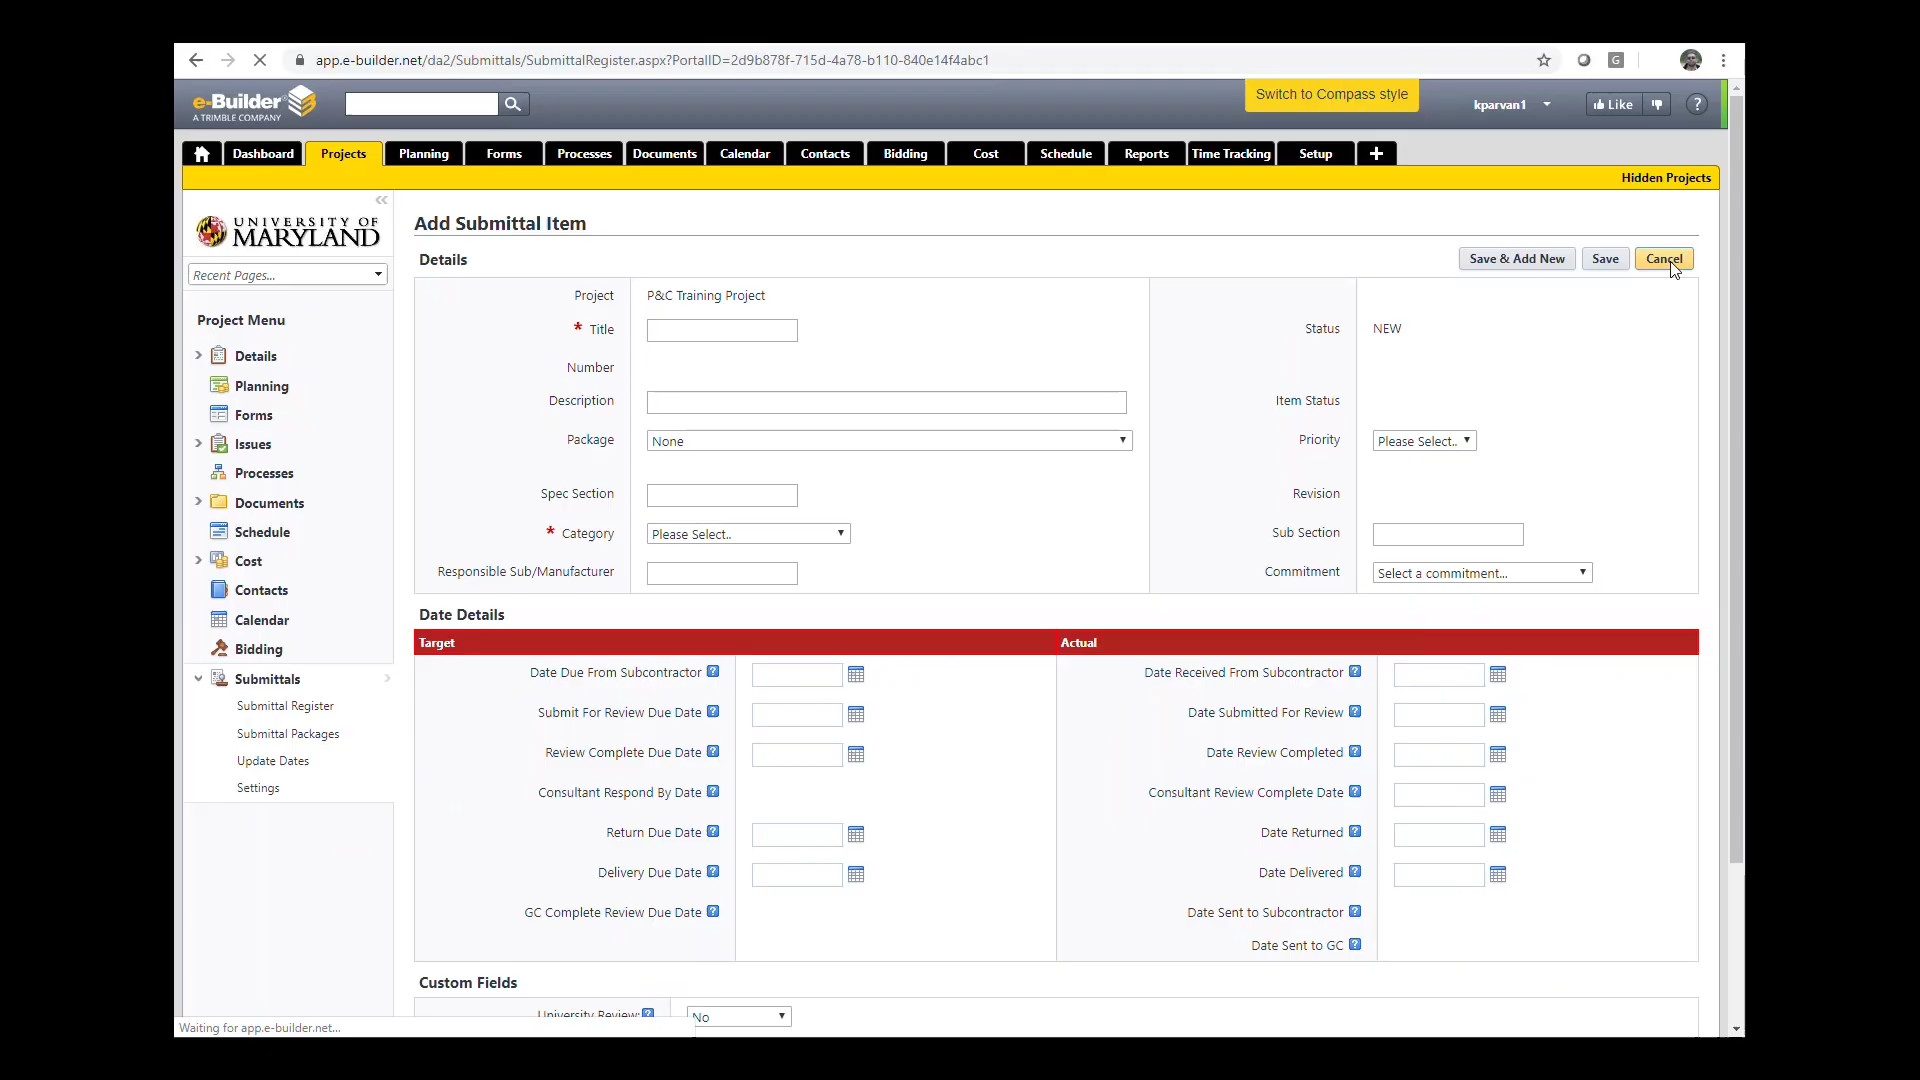 app.e-builder.net/da2/Submittals/SubmittalRegister.aspx?PortalID=2d9b878f-715d-4a78-b110-840e14f4abc1
G
e-Builder
A TRIMBLE COMPANY
Switch to Compass style
kparvan1
Like
?
Dashboard Projects Planning Forms Processes Documents Calendar Contacts Bidding Cost Schedule Reports Time Tracking Setup
Hidden Projects
UNIVERSITY OF
MARYLAND
Recent Pages...
Project Menu
Details
Planning
Forms
Issues
Processes
Documents
Schedule
Cost
Contacts
Calendar
Bidding
Submittals
Submittal Register
Submittal Packages
Update Dates
Settings
Add Submittal Item
Details
Save & Add New Save Cancel
Project P&C Training Project
* Title Status NEW
Number
Description Item Status
Package None Priority Please Select..
Spec Section Revision
* Category Please Select.. Sub Section
Responsible Sub/Manufacturer Commitment Select a commitment...
Date Details
Target Actual
Date Due From Subcontractor ? Date Received From Subcontractor ?
Submit For Review Due Date ? Date Submitted For Review ?
Review Complete Due Date ? Date Review Completed ?
Consultant Respond By Date ? Consultant Review Complete Date ?
Return Due Date ? Date Returned ?
Delivery Due Date ? Date Delivered ?
GC Complete Review Due Date ? Date Sent to Subcontractor ?
Date Sent to GC ?
Custom Fields
University Review: ? No
Waiting for app.e-builder.net...